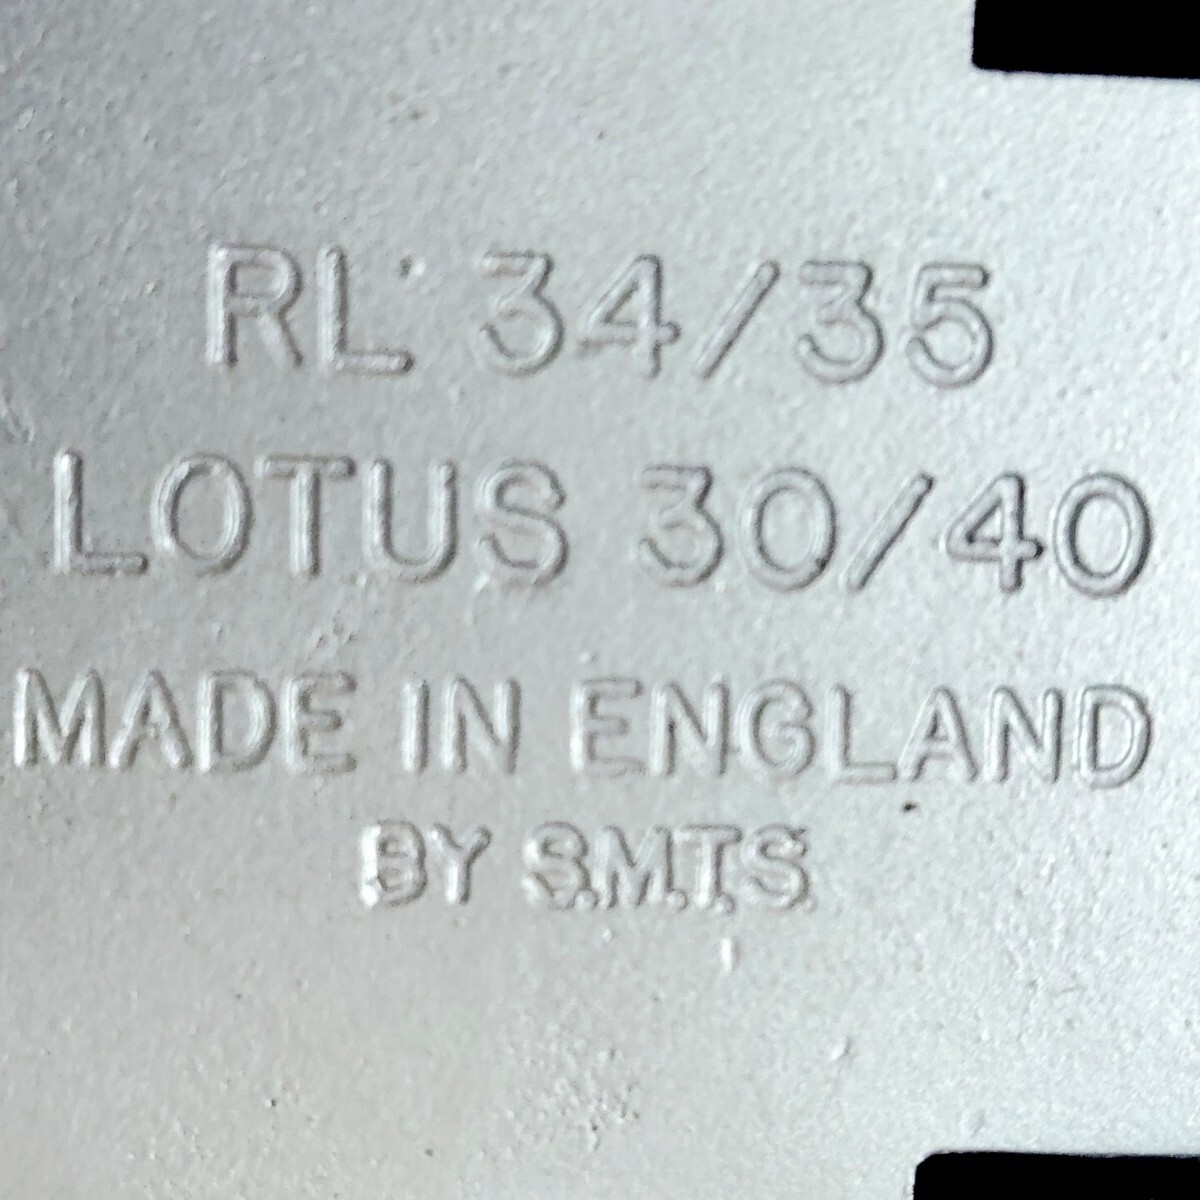 RL 34/35
LOTUS 30/40
MADE IN ENGLAND
BY S.M.T.S.